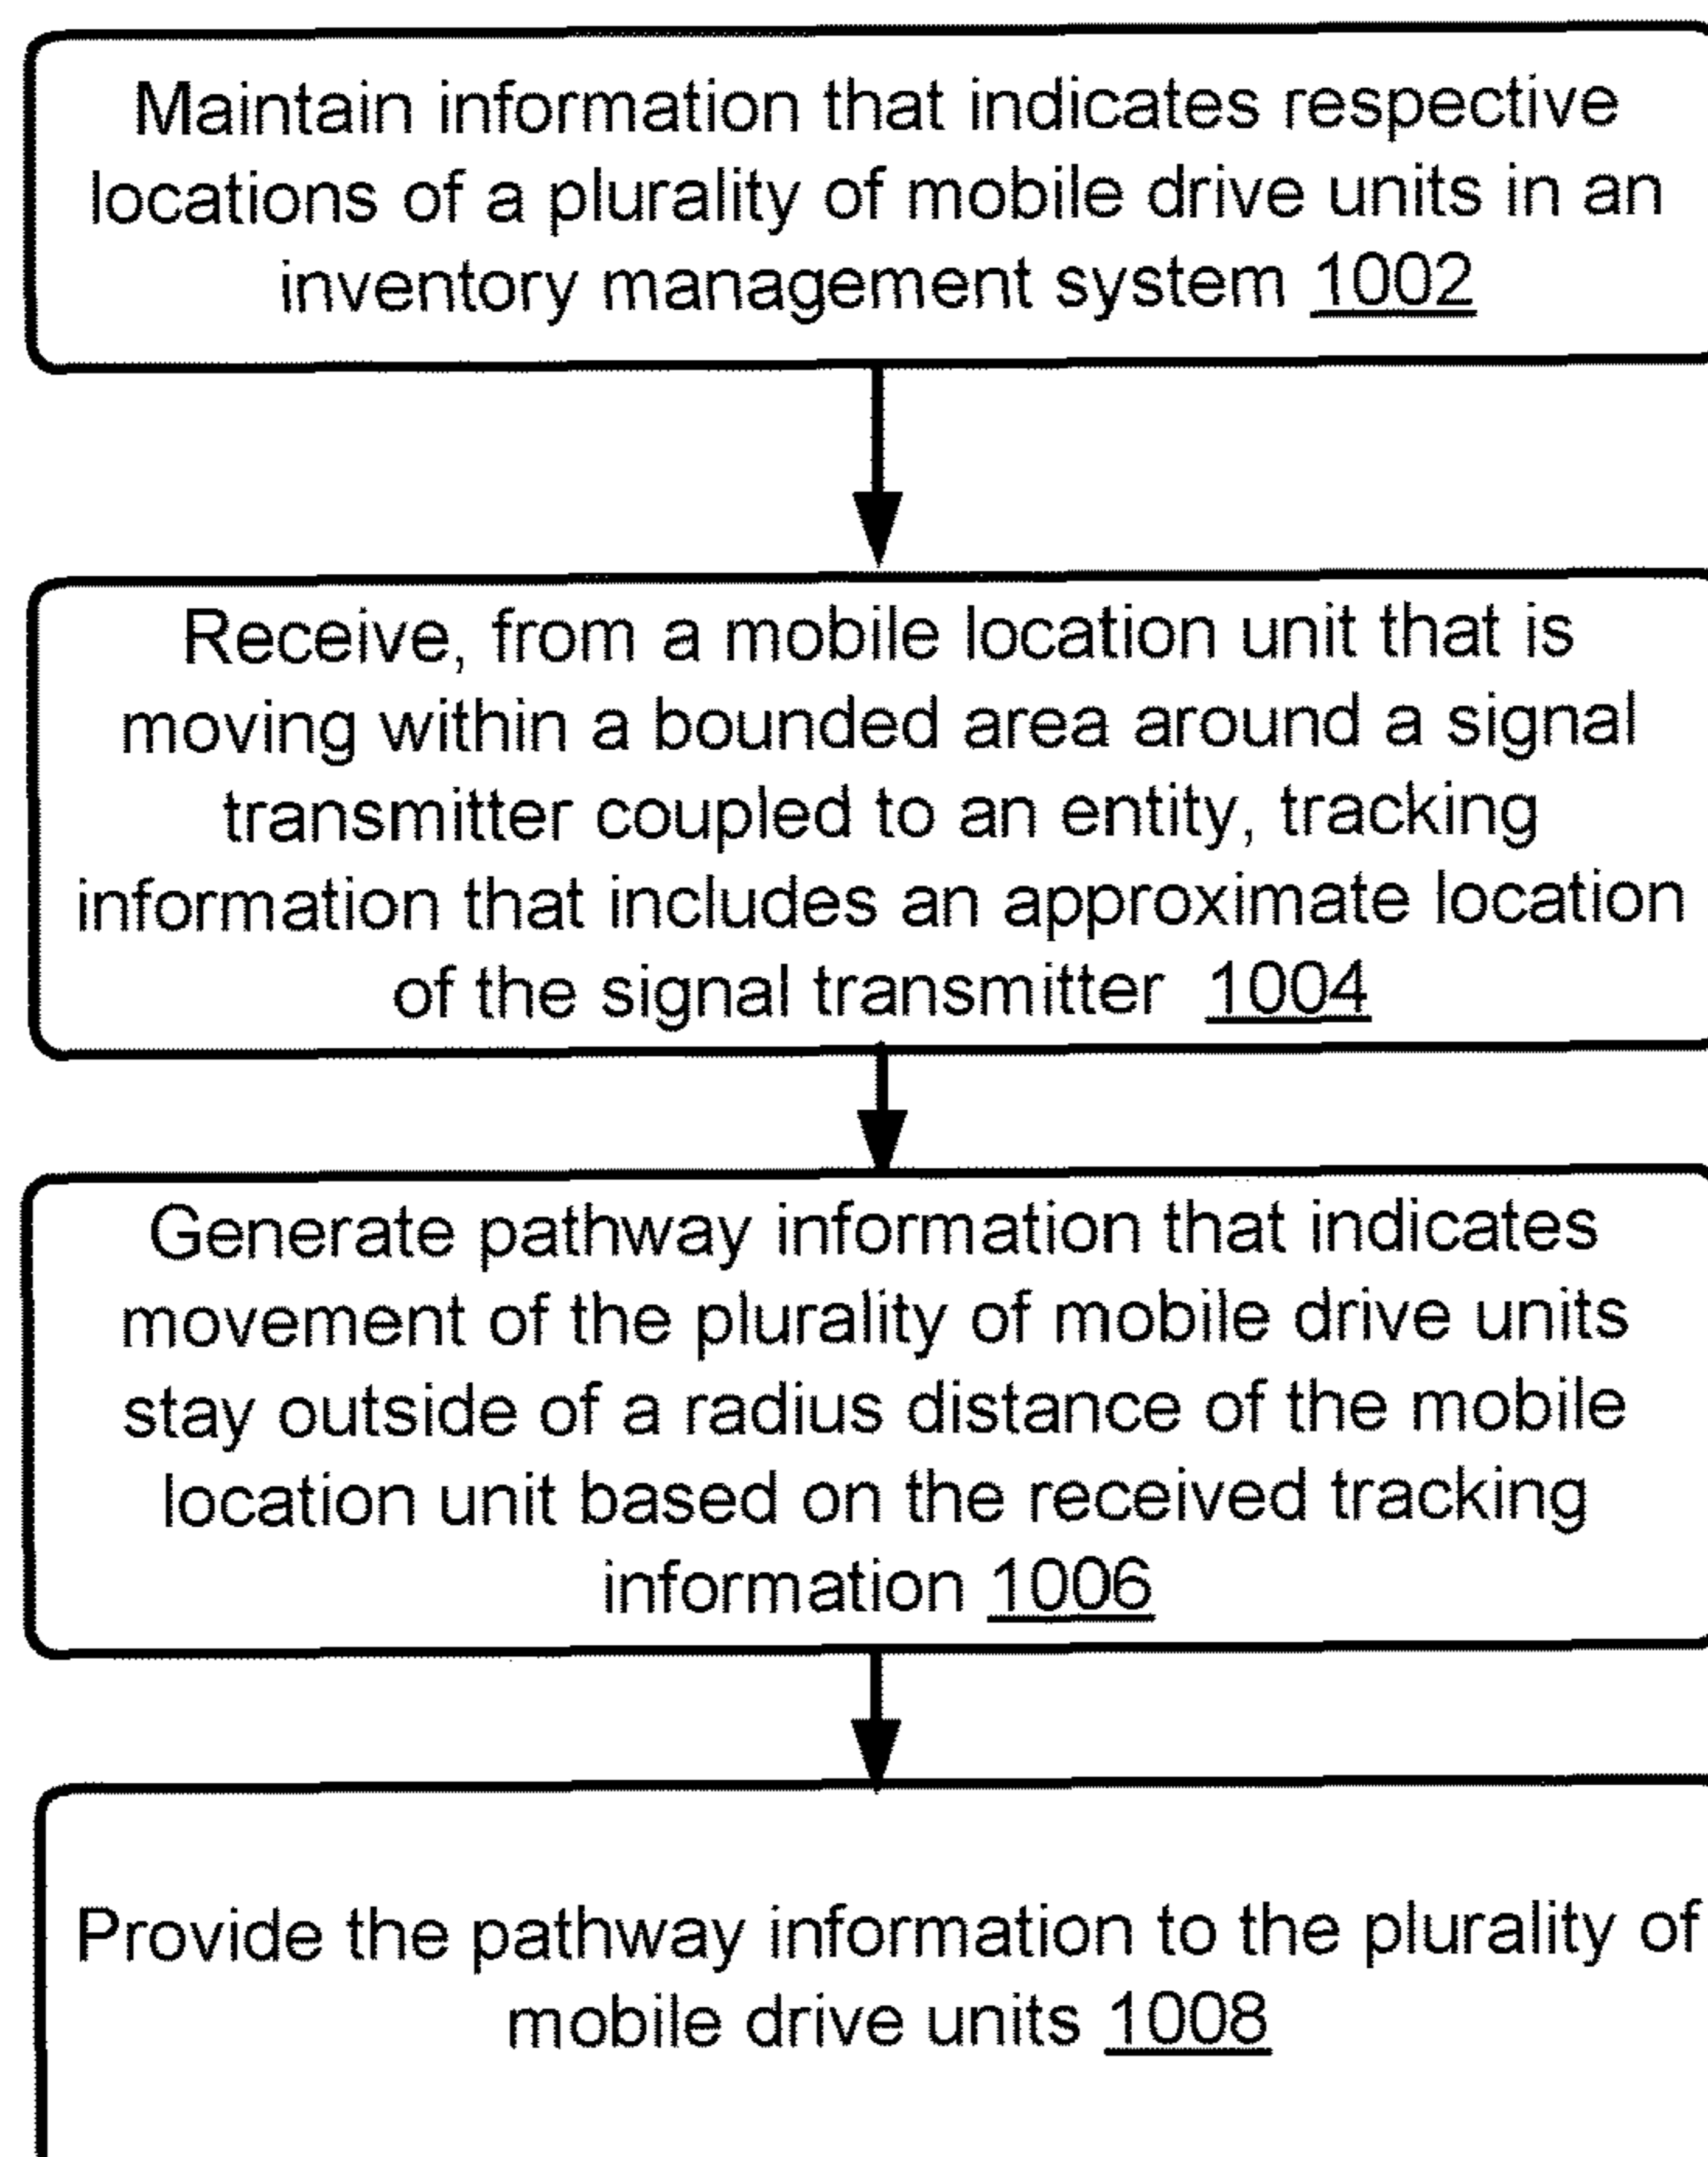 Maintain information that indicates respective
locations of a plurality of mobile drive units in an
inventory management system 1002
Receive, from a mobile location unit that is
moving within a bounded area around a signal
transmitter coupled to an entity, tracking
information that includes an approximate location
of the signal transmitter 1004
Generate pathway information that indicates
movement of the plurality of mobile drive units
stay outside of a radius distance of the mobile
location unit based on the received tracking
information 1006
Provide the pathway information to the plurality of
mobile drive units 1008